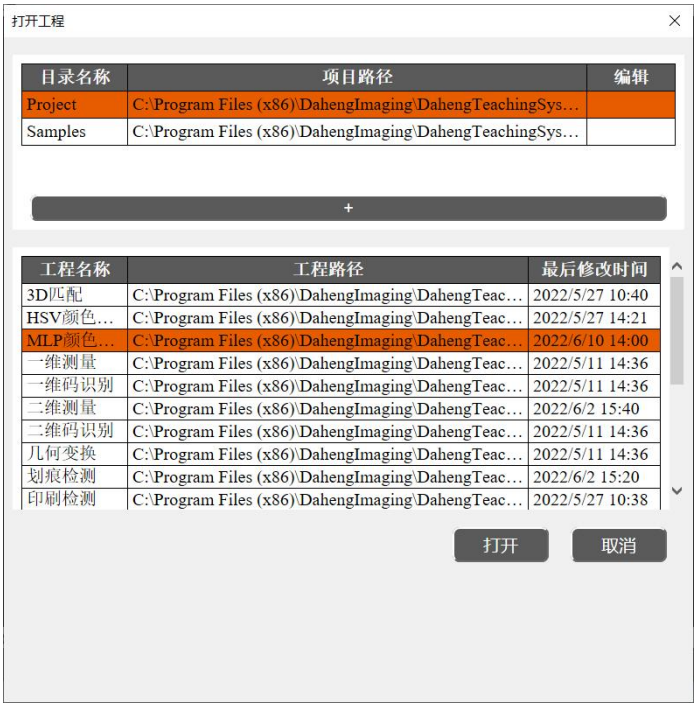 打开工程
目录名称 项目路径 编辑
Project C:\Program Files (x86)\DahengImaging\DahengTeachingSys...
Samples C:\Program Files (x86)\DahengImaging\DahengTeachingSys...
+
工程名称 工程路径 最后修改时间
3D匹配 C:\Program Files (x86)\DahengImaging\DahengTeac... 2022/5/27 10:40
HSV颜色... C:\Program Files (x86)\DahengImaging\DahengTeac... 2022/5/27 14:21
MLP颜色... C:\Program Files (x86)\DahengImaging\DahengTeac... 2022/6/10 14:00
一维测量 C:\Program Files (x86)\DahengImaging\DahengTeac... 2022/5/11 14:36
一维码识别 C:\Program Files (x86)\DahengImaging\DahengTeac... 2022/5/11 14:36
二维测量 C:\Program Files (x86)\DahengImaging\DahengTeac... 2022/6/2 15:40
二维码识别 C:\Program Files (x86)\DahengImaging\DahengTeac... 2022/5/11 14:36
几何变换 C:\Program Files (x86)\DahengImaging\DahengTeac... 2022/5/11 14:36
划痕检测 C:\Program Files (x86)\DahengImaging\DahengTeac... 2022/6/2 15:20
印刷检测 C:\Program Files (x86)\DahengImaging\DahengTeac... 2022/5/27 10:38
打开 取消